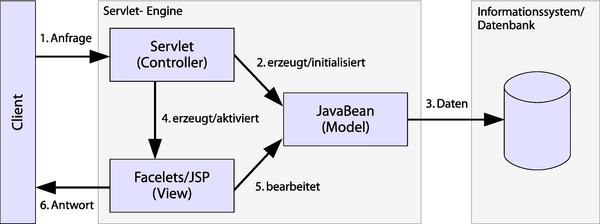 Servlet- Engine
Informationssystem/
Datenbank
1. Anfrage
Servlet
(Controller)
2. erzeugt/initialisiert
Client
JavaBean
(Model)
3. Daten
4. erzeugt/aktiviert
Facelets/JSP
(View)
5. bearbeitet
6. Antwort